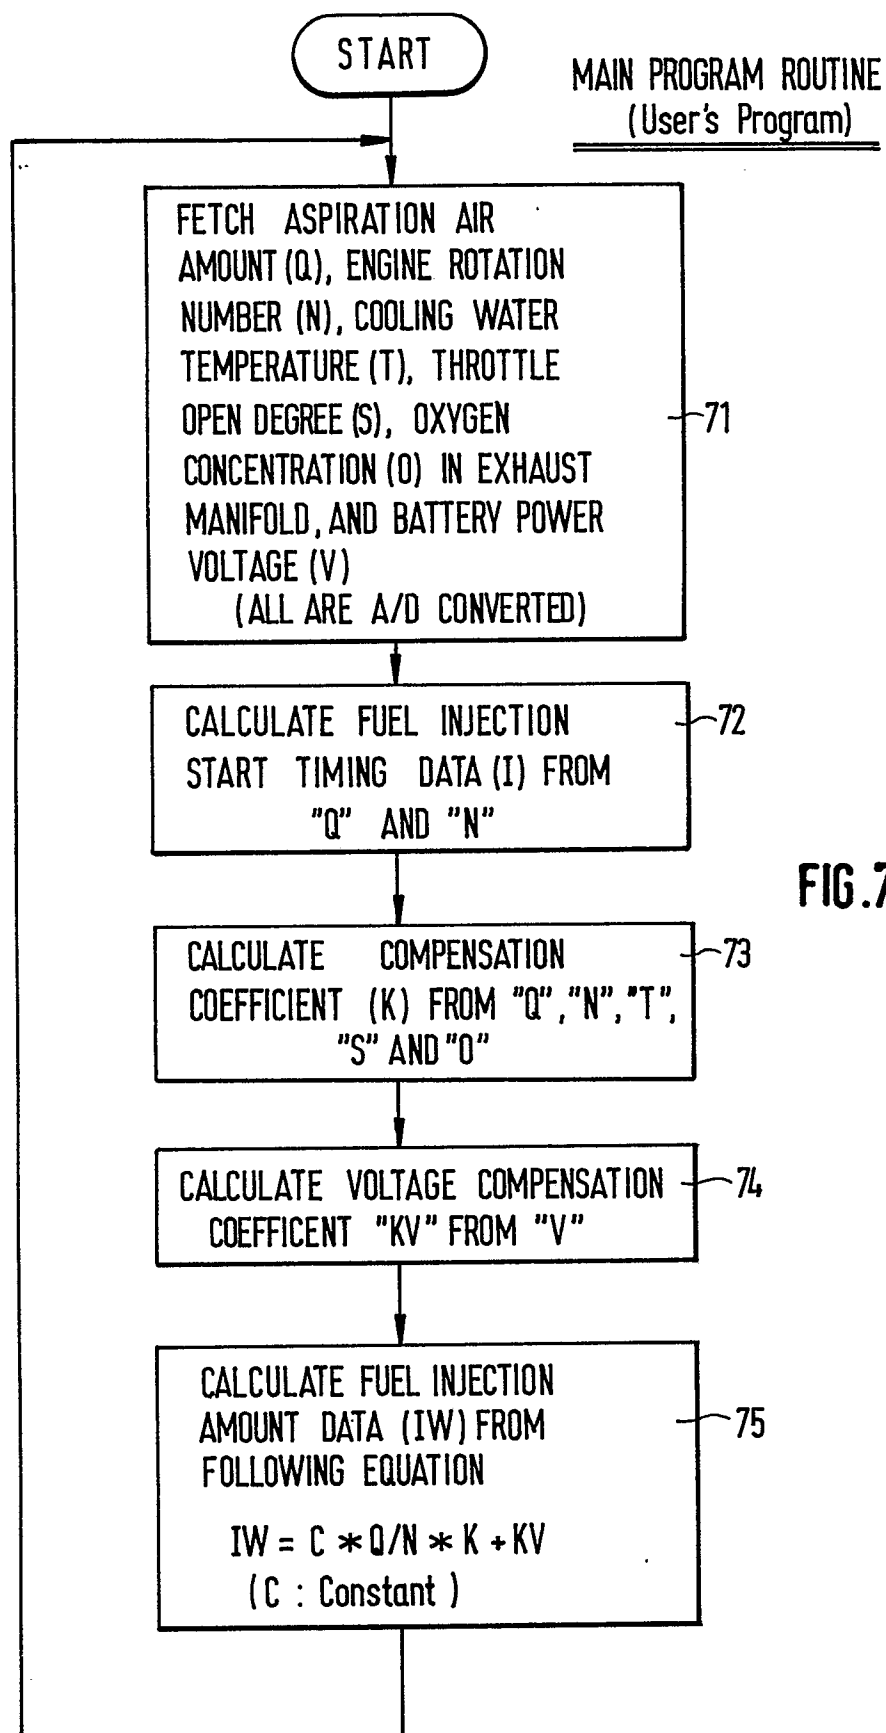 START
MAIN PROGRAM ROUTINE
(User's Program)
FETCH ASPIRATION AIR
AMOUNT (Q), ENGINE ROTATION
NUMBER (N), COOLING WATER
TEMPERATURE (T), THROTTLE
OPEN DEGREE (S), OXYGEN
CONCENTRATION (O) IN EXHAUST
MANIFOLD, AND BATTERY POWER
VOLTAGE (V)
(ALL ARE A/D CONVERTED)
71
CALCULATE FUEL INJECTION
START TIMING DATA (I) FROM
"Q" AND "N"
72
FIG.7
CALCULATE COMPENSATION
COEFFICIENT (K) FROM "Q", "N", "T",
"S" AND "O"
73
CALCULATE VOLTAGE COMPENSATION
COEFFICENT "KV" FROM "V"
74
CALCULATE FUEL INJECTION
AMOUNT DATA (IW) FROM
FOLLOWING EQUATION
IW = C * Q/N * K + KV
(C : Constant)
75